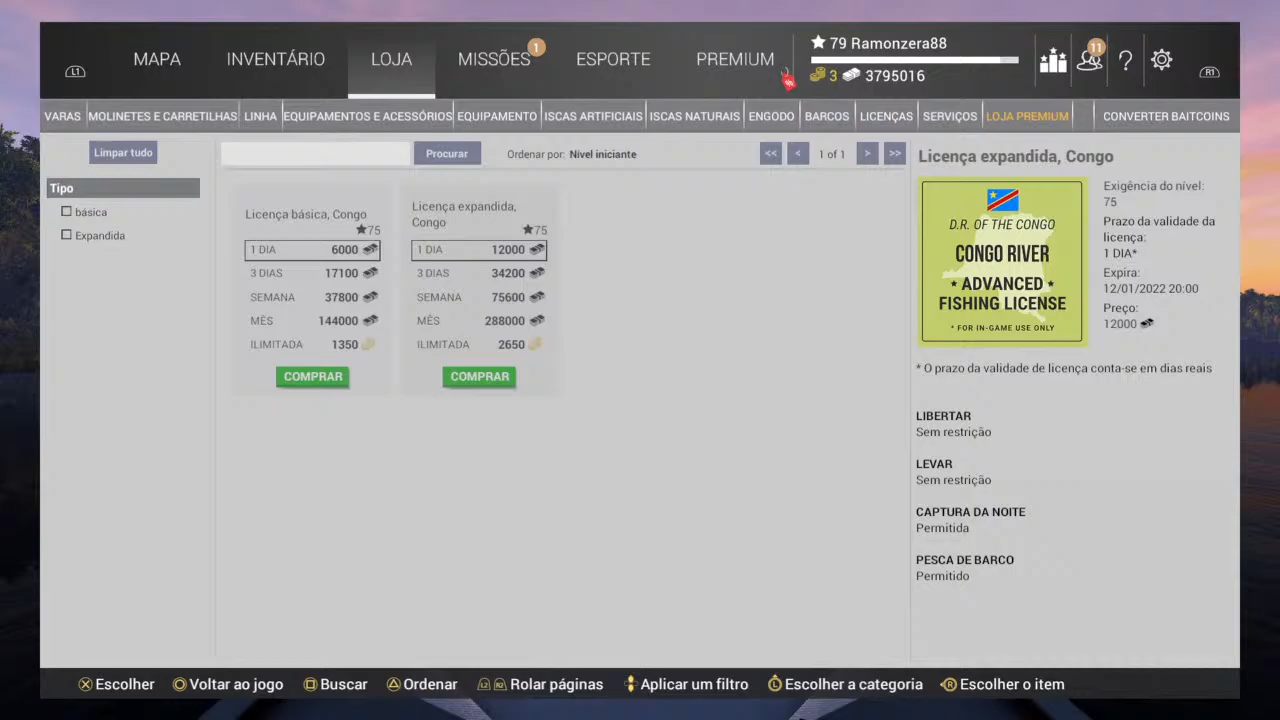 L1
MAPA
INVENTÁRIO
LOJA
MISSÕES
1
ESPORTE
PREMIUM
79 Ramonzera88
3 3795016
11
?
R1
VARAS
MOLINETES E CARRETILHAS
LINHA
EQUIPAMENTOS E ACESSÓRIOS
EQUIPAMENTO
ISCAS ARTIFICIAIS
ISCAS NATURAIS
ENGODO
BARCOS
LICENÇAS
SERVIÇOS
LOJA PREMIUM
CONVERTER BAITCOINS
Limpar tudo
Procurar
Ordenar por: Nível iniciante
<<
<
1 of 1
>
>>
Tipo
básica
Expandida
Licença básica, Congo
75
1 DIA 6000
3 DIAS 17100
SEMANA 37800
MÊS 144000
ILIMITADA 1350
COMPRAR
Licença expandida,
Congo
75
1 DIA 12000
3 DIAS 34200
SEMANA 75600
MÊS 288000
ILIMITADA 2650
COMPRAR
Licença expandida, Congo
D.R. OF THE CONGO
CONGO RIVER
ADVANCED
FISHING LICENSE
* FOR IN-GAME USE ONLY
Exigência do nível:
75
Prazo da validade da
licença:
1 DIA*
Expira:
12/01/2022 20:00
Preço:
12000
* O prazo da validade de licença conta-se em dias reais
LIBERTAR
Sem restrição
LEVAR
Sem restrição
CAPTURA DA NOITE
Permitida
PESCA DE BARCO
Permitido
Escolher
Voltar ao jogo
Buscar
Ordenar
L2 R2 Rolar páginas
Aplicar um filtro
L Escolher a categoria
R Escolher o item